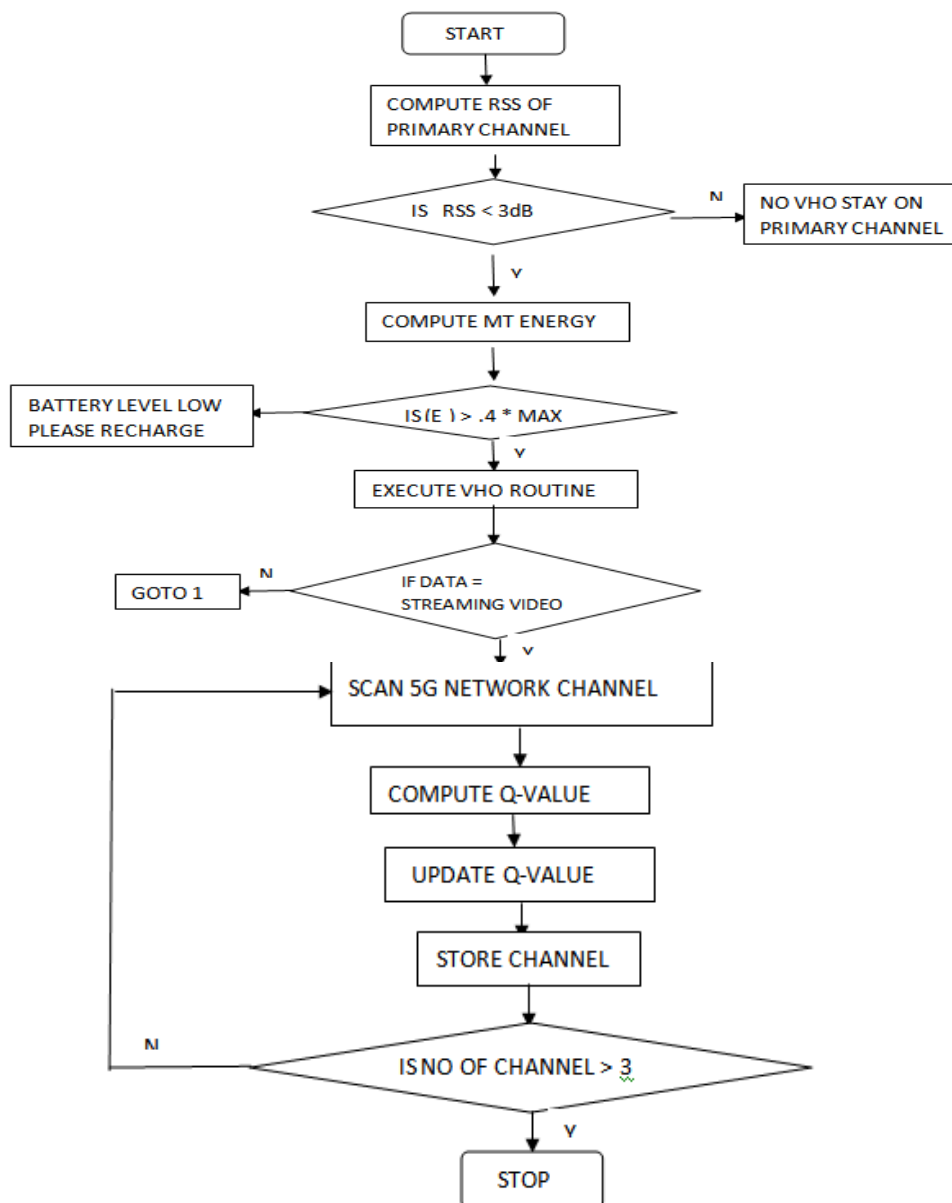 START
COMPUTE RSS OF
PRIMARY CHANNEL
IS RSS < 3dB
N
NO VHO STAY ON
PRIMARY CHANNEL
Y
COMPUTE MT ENERGY
BATTERY LEVEL LOW
PLEASE RECHARGE
IS(E ) > .4 * MAX
Y
EXECUTE VHO ROUTINE
N
GOTO 1
IF DATA =
STREAMING VIDEO
Y
SCAN 5G NETWORK CHANNEL
COMPUTE Q-VALUE
UPDATE Q-VALUE
STORE CHANNEL
N
IS NO OF CHANNEL > 3
Y
STOP